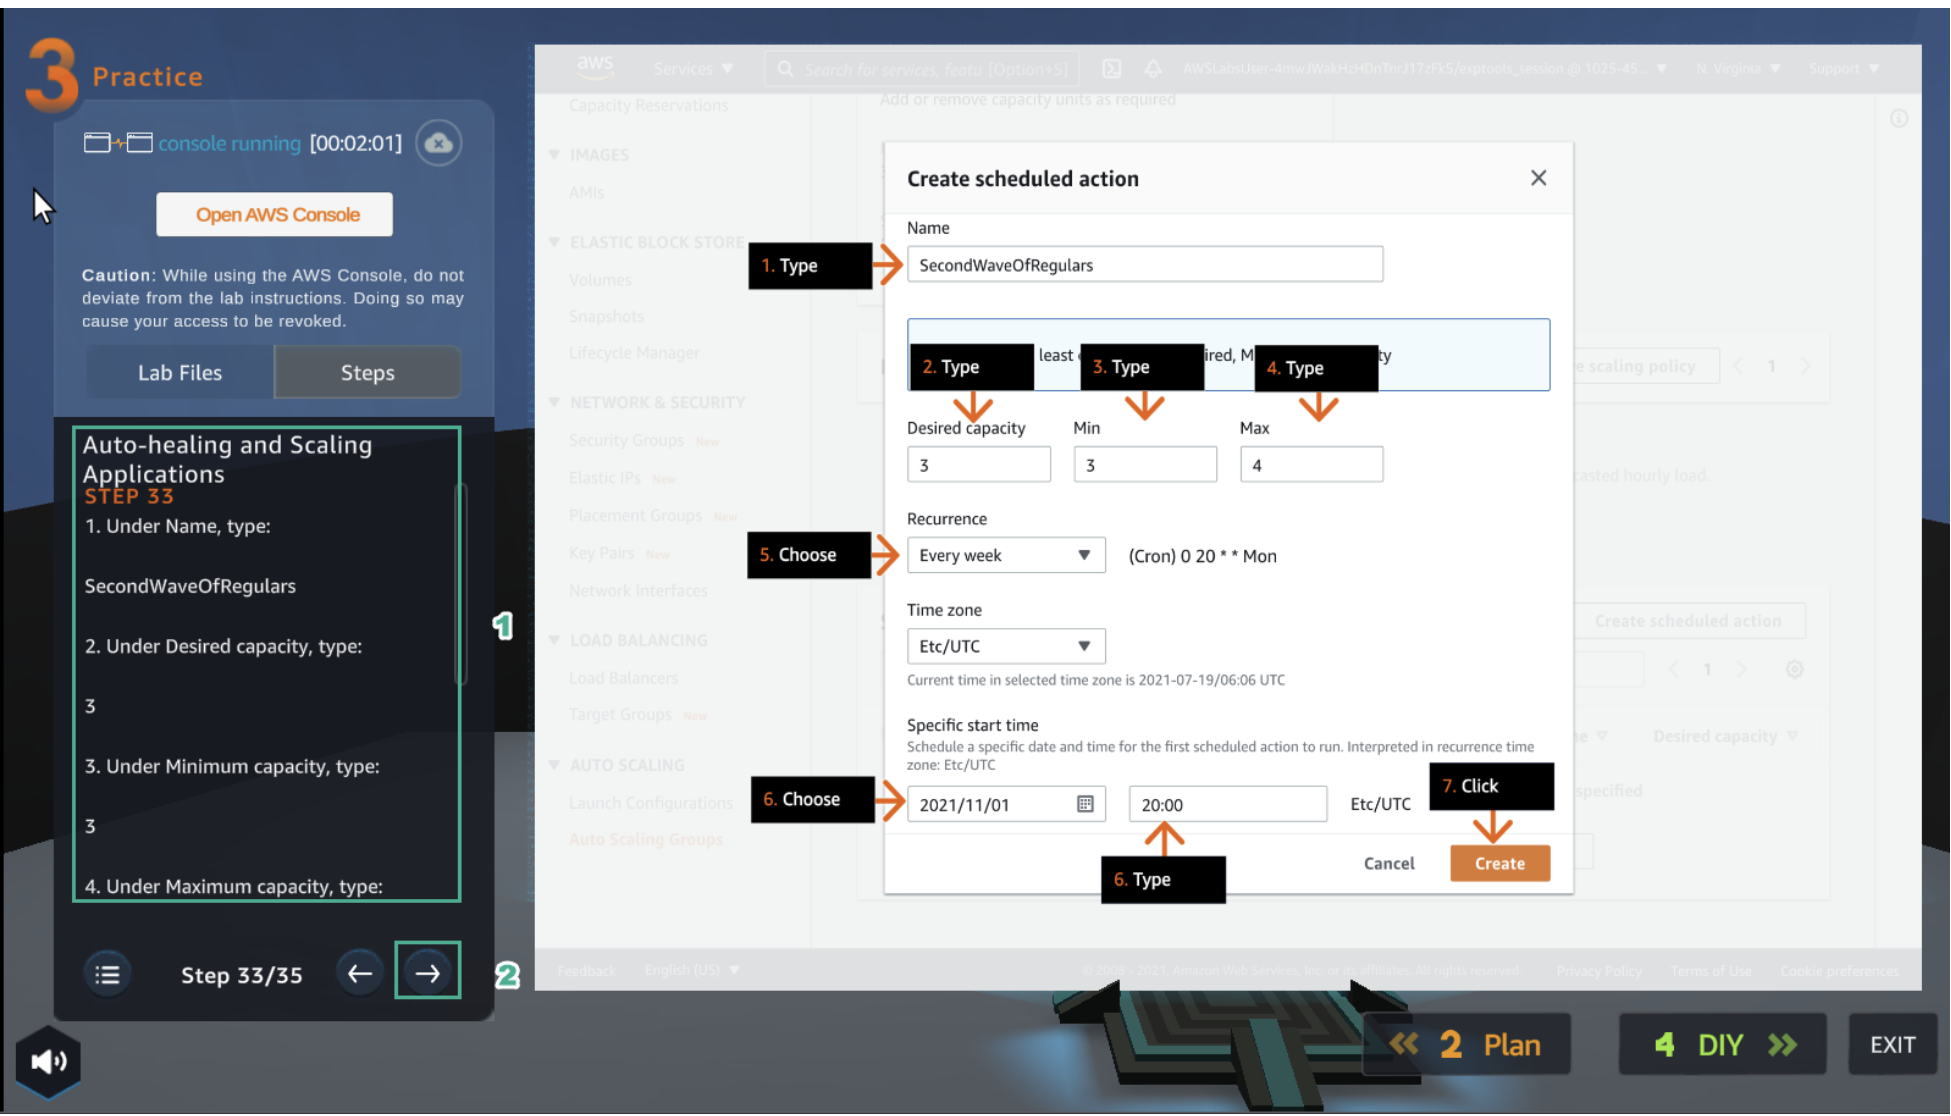 3 Practice
console running [00:02:01]
Open AWS Console
Caution: While using the AWS Console, do not
deviate from the lab instructions. Doing so may
cause your access to be revoked.
Lab Files
Steps
Auto-healing and Scaling
Applications
STEP 33
1. Under Name, type:
SecondWaveOfRegulars
2. Under Desired capacity, type:
3
3. Under Minimum capacity, type:
3
4. Under Maximum capacity, type:
1
Step 33/35
2
aws
Services
Search for services, featu [Option+S]
N. Virginia
Support
Capacity Reservations
IMAGES
AMIs
ELASTIC BLOCK STORE
Volumes
Snapshots
Lifecycle Manager
NETWORK & SECURITY
Security Groups New
Elastic IPs New
Placement Groups New
Key Pairs New
Network Interfaces
LOAD BALANCING
Load Balancers
Target Groups New
AUTO SCALING
Launch Configurations
Auto Scaling Groups
Add or remove capacity units as required
Create scheduled action
Name
1. Type
SecondWaveOfRegulars
least
ired, M
ty
2. Type
3. Type
4. Type
Desired capacity
Min
Max
3
3
4
Recurrence
5. Choose
Every week
(Cron) 0 20 * * Mon
Time zone
Etc/UTC
Current time in selected time zone is 2021-07-19/06:06 UTC
Specific start time
Schedule a specific date and time for the first scheduled action to run. Interpreted in recurrence time
zone: Etc/UTC
6. Choose
2021/11/01
20:00
Etc/UTC
7. Click
6. Type
Cancel
Create
e scaling policy
1
casted hourly load.
Create scheduled action
1
Desired capacity
specified
Feedback
English (US)
© 2008 - 2021, Amazon Web Services, Inc. or its affiliates. All rights reserved.
Privacy Policy
Terms of Use
Cookie preferences
2 Plan
4 DIY
EXIT